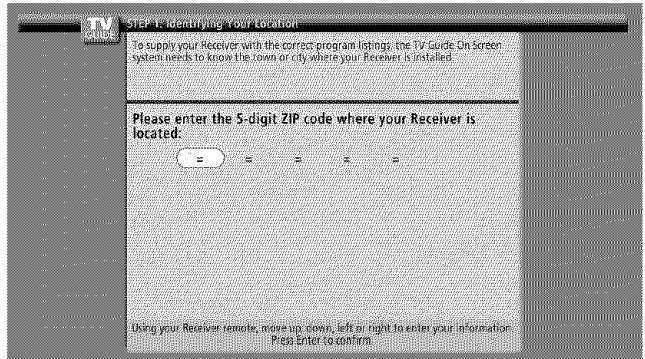 TV
GUIDE
STEP 1. Identifying Your Location
To supply your Receiver with the correct program listings, the TV Guide On Screen
system needs to know the town or city where your Receiver is installed.
Please enter the 5-digit ZIP code where your Receiver is
located:
= = = = =
Using your Receiver remote, move up, down, left or right to enter your information.
Press Enter to confirm.